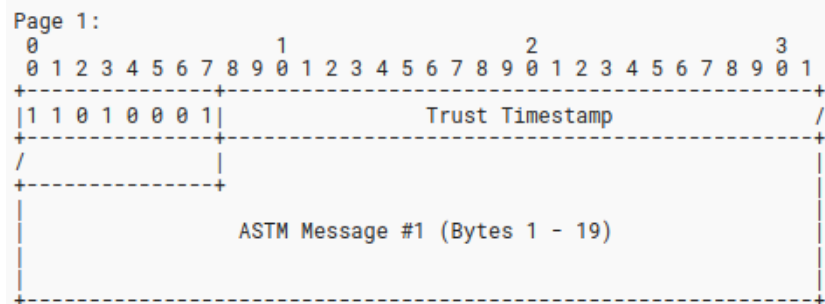 Page 1:
0                   1                   2                   3
0 1 2 3 4 5 6 7 8 9 0 1 2 3 4 5 6 7 8 9 0 1 2 3 4 5 6 7 8 9 0 1
+---------------+-----------------------------------------------+
|1 1 0 1 0 0 0 1|                Trust Timestamp                /
+---------------+-----------------------------------------------+
/               |                                               |
+---------------+                                               |
|                                                               |
|                 ASTM Message #1 (Bytes 1 - 19)                |
|                                                               |
|                                                               |
+---------------------------------------------------------------+